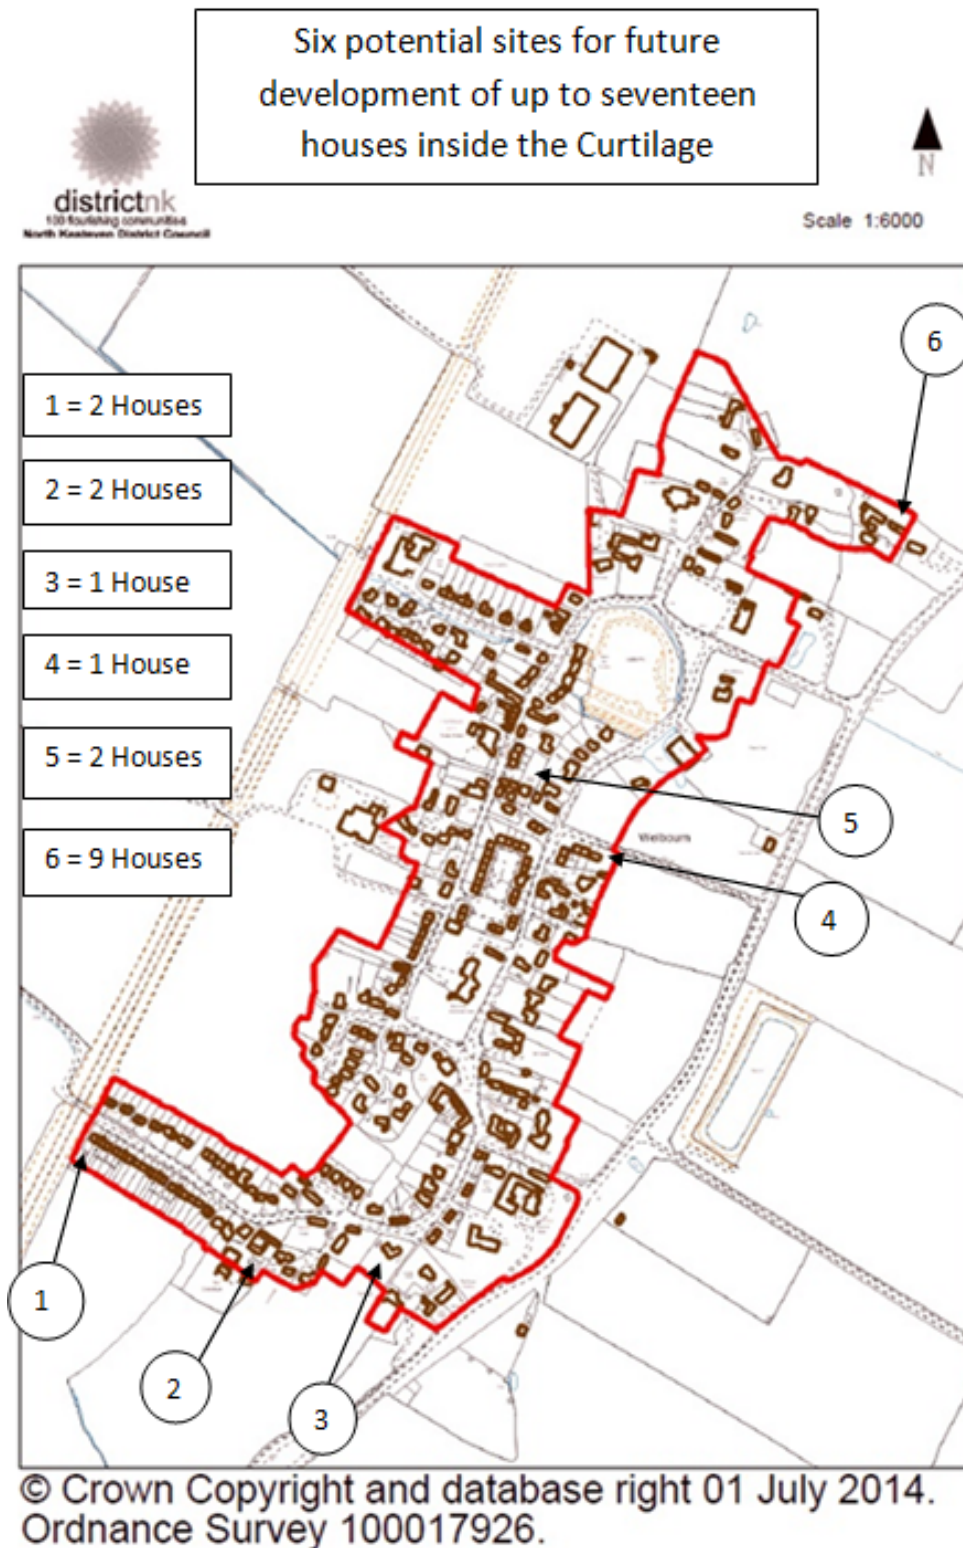 Six potential sites for future
development of up to seventeen
houses inside the Curtilage
districtnk
100 flourishing communities
North Kesteven District Council
N
Scale 1:6000
6
1 = 2 Houses
2 = 2 Houses
3 = 1 House
4 = 1 House
5 = 2 Houses
6 = 9 Houses
5
Welbourn
4
1
2
3
© Crown Copyright and database right 01 July 2014.
Ordnance Survey 100017926.